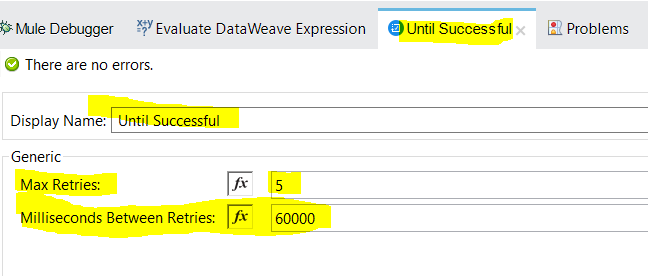 Mule Debugger x+y =? Evaluate DataWeave Expression Until Successful Problems
There are no errors.
Display Name: Until Successful
Generic
Max Retries: fx 5
Milliseconds Between Retries: fx 60000